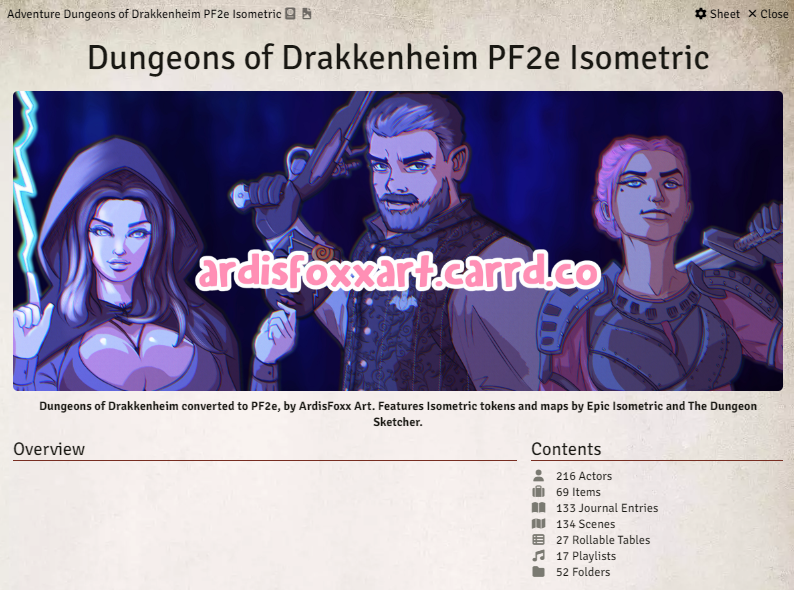 Adventure Dungeons of Drakkenheim PF2e Isometric
Sheet
Close
Dungeons of Drakkenheim PF2e Isometric
ardisfoxxart.carrd.co
Dungeons of Drakkenheim converted to PF2e, by ArdisFoxx Art. Features Isometric tokens and maps by Epic Isometric and The Dungeon
Sketcher.
Overview
Contents
216 Actors
69 Items
133 Journal Entries
134 Scenes
27 Rollable Tables
17 Playlists
52 Folders